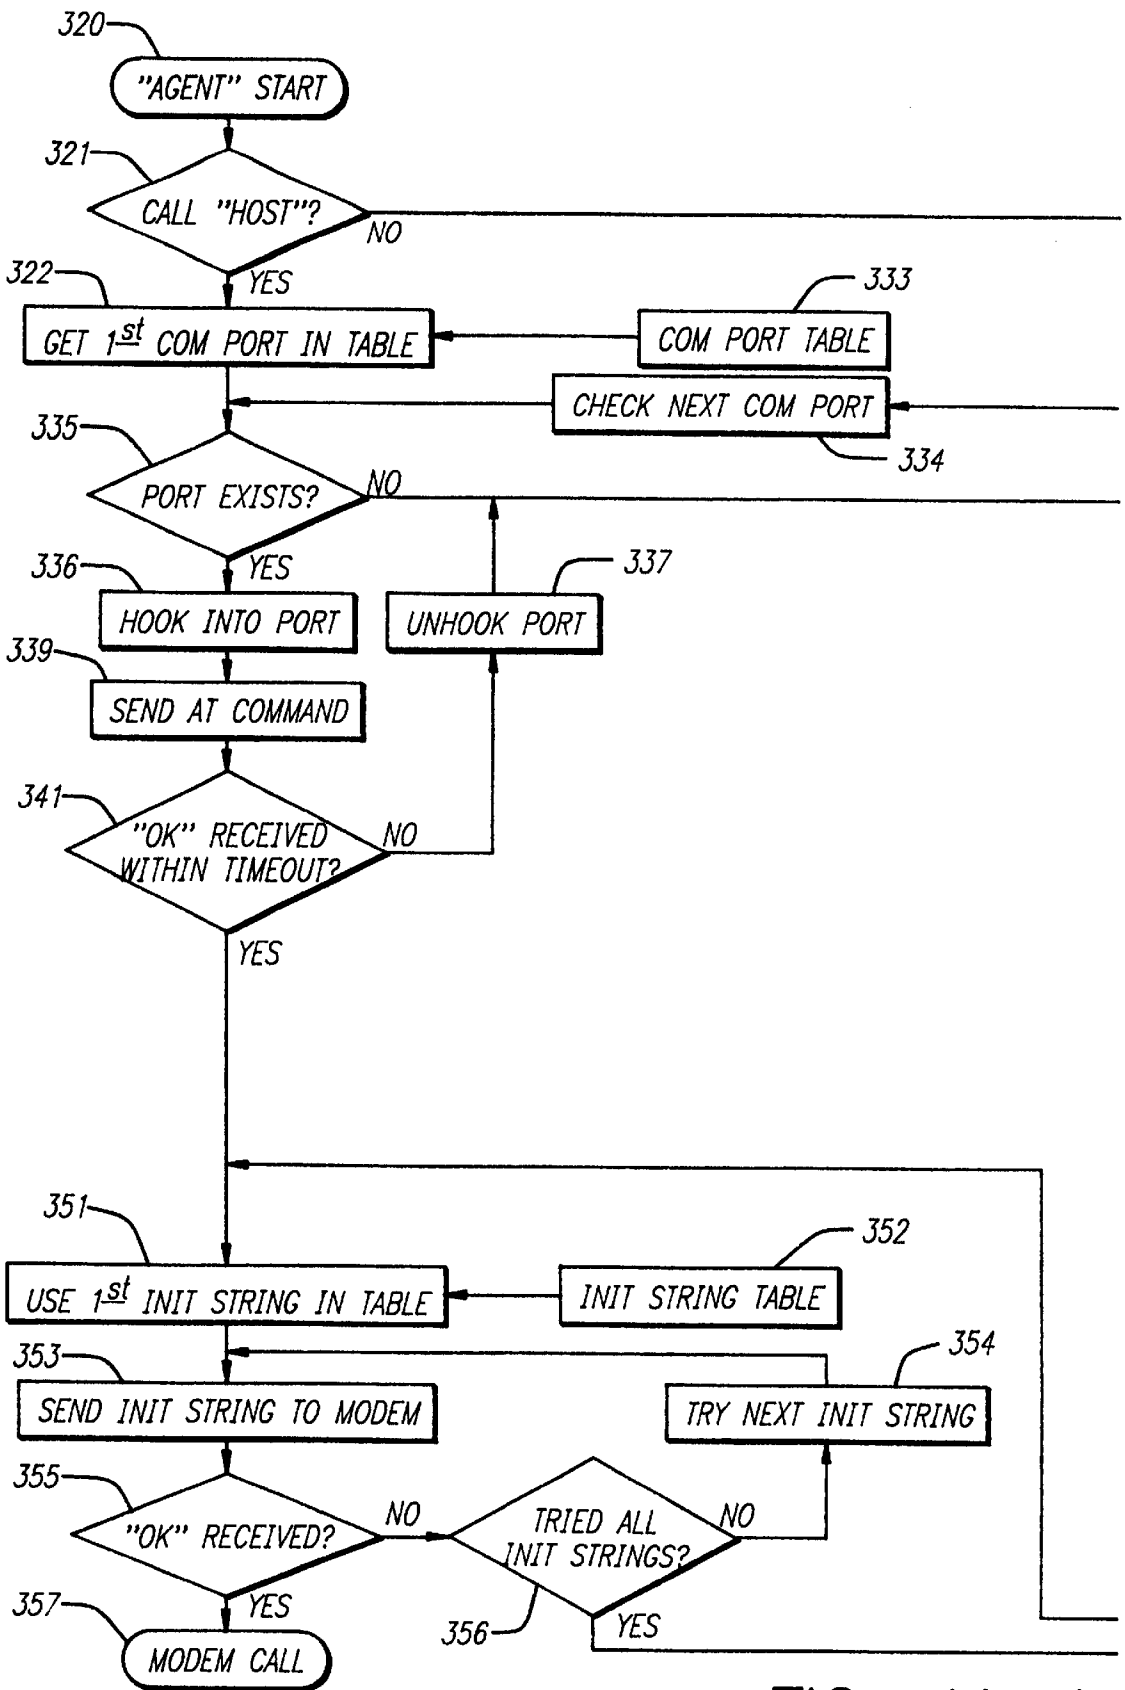 320
"AGENT" START
321
CALL "HOST"?
NO
YES
322
GET 1st COM PORT IN TABLE
333
COM PORT TABLE
CHECK NEXT COM PORT
334
335
PORT EXISTS?
NO
YES
336
HOOK INTO PORT
337
UNHOOK PORT
339
SEND AT COMMAND
341
"OK" RECEIVED
WITHIN TIMEOUT?
NO
YES
351
USE 1st INIT STRING IN TABLE
352
INIT STRING TABLE
353
SEND INIT STRING TO MODEM
354
TRY NEXT INIT STRING
355
"OK" RECEIVED?
NO
TRIED ALL
INIT STRINGS?
NO
YES
356
YES
357
MODEM CALL